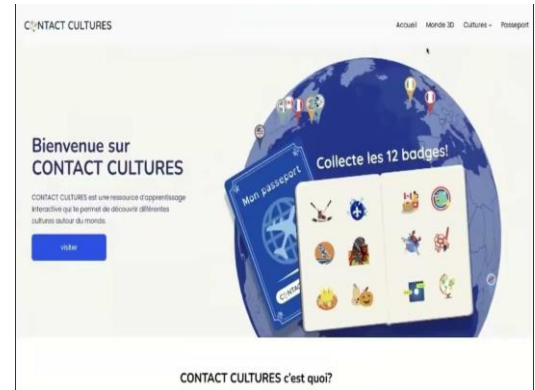 CONTACT CULTURES
Accueil Monde 3D Cultures Passeport
Bienvenue sur
CONTACT CULTURES
CONTACT CULTURES est une ressource d'apprentissage
interactive qui te permet de découvrir différentes
cultures autour du monde.
visiter
Collecte les 12 badges!
Mon passeport
CONTACT CULTURES c'est quoi?